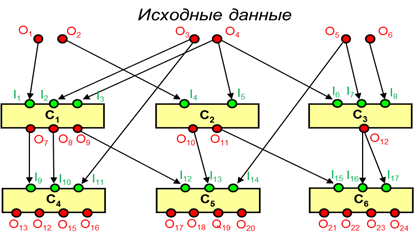 Исходные данные
O1 O2 O3 O4 O5 O6
I1 I2 I3 I4 I5 I6 I7 I8
C1 C2 C3
O7 O8 O9 O10 O11 O12
I9 I10 I11 I12 I13 I14 I15 I16 I17
C4 C5 C6
O13 O12 O15 O16 O17 O18 O19 O20 O21 O22 O23 O24